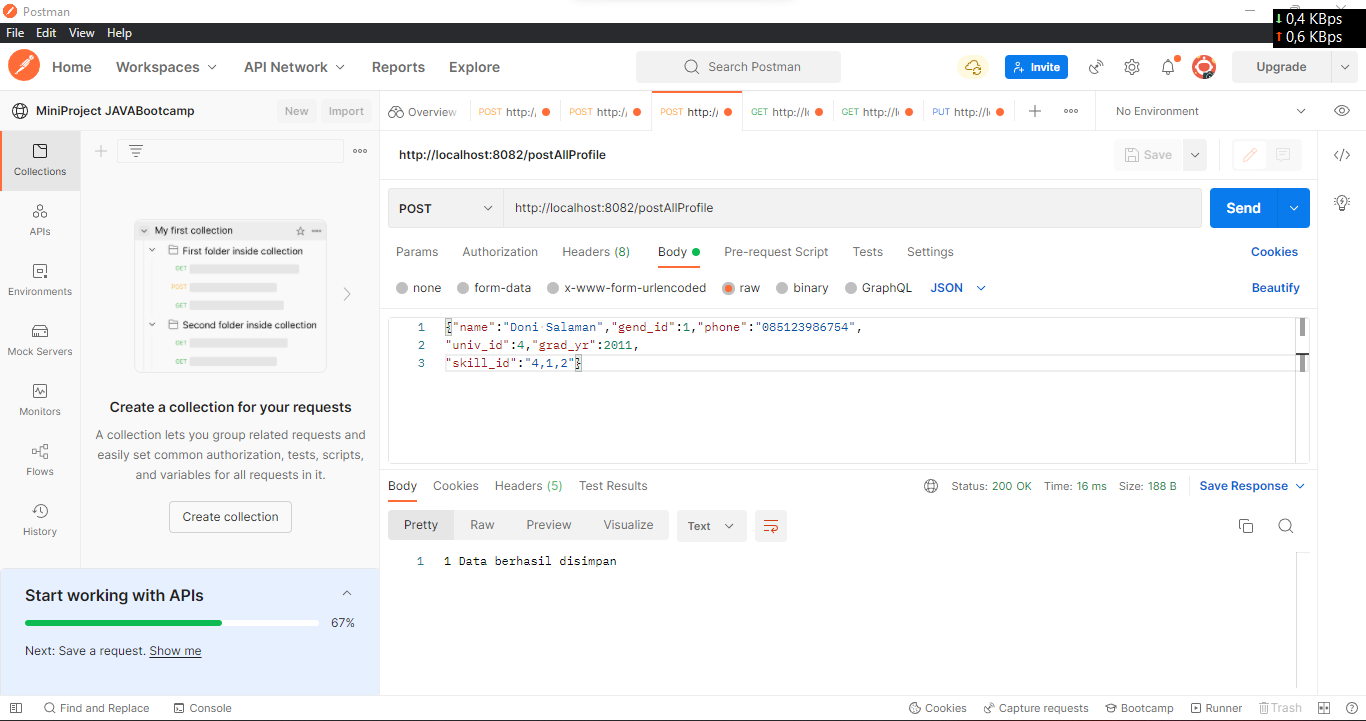 Postman
↓ 0,4 KBps
↑ 0,6 KBps
File Edit View Help
Home Workspaces API Network Reports Explore Search Postman Invite Upgrade
MiniProject JAVABootcamp New Import Overview POST http:/ POST http:/ POST http:/ GET http://l GET http://l PUT http://l No Environment
Collections
APIs
Environments
Mock Servers
Monitors
Flows
History
My first collection
First folder inside collection
GET
POST
GET
Second folder inside collection
GET
GET
Create a collection for your requests
A collection lets you group related requests and
easily set common authorization, tests, scripts,
and variables for all requests in it.
Create collection
Start working with APIs
67%
Next: Save a request. Show me
http://localhost:8082/postAllProfile Save
POST http://localhost:8082/postAllProfile Send
Params Authorization Headers (8) Body Pre-request Script Tests Settings Cookies
none form-data x-www-form-urlencoded raw binary GraphQL JSON Beautify
1 {"name":"Doni Salaman","gend_id":1,"phone":"085123986754",
2 "univ_id":4,"grad_yr":2011,
3 "skill_id":"4,1,2"}
Body Cookies Headers (5) Test Results Status: 200 OK Time: 16 ms Size: 188 B Save Response
Pretty Raw Preview Visualize Text
1 1 Data berhasil disimpan
Find and Replace Console Cookies Capture requests Bootcamp Runner Trash